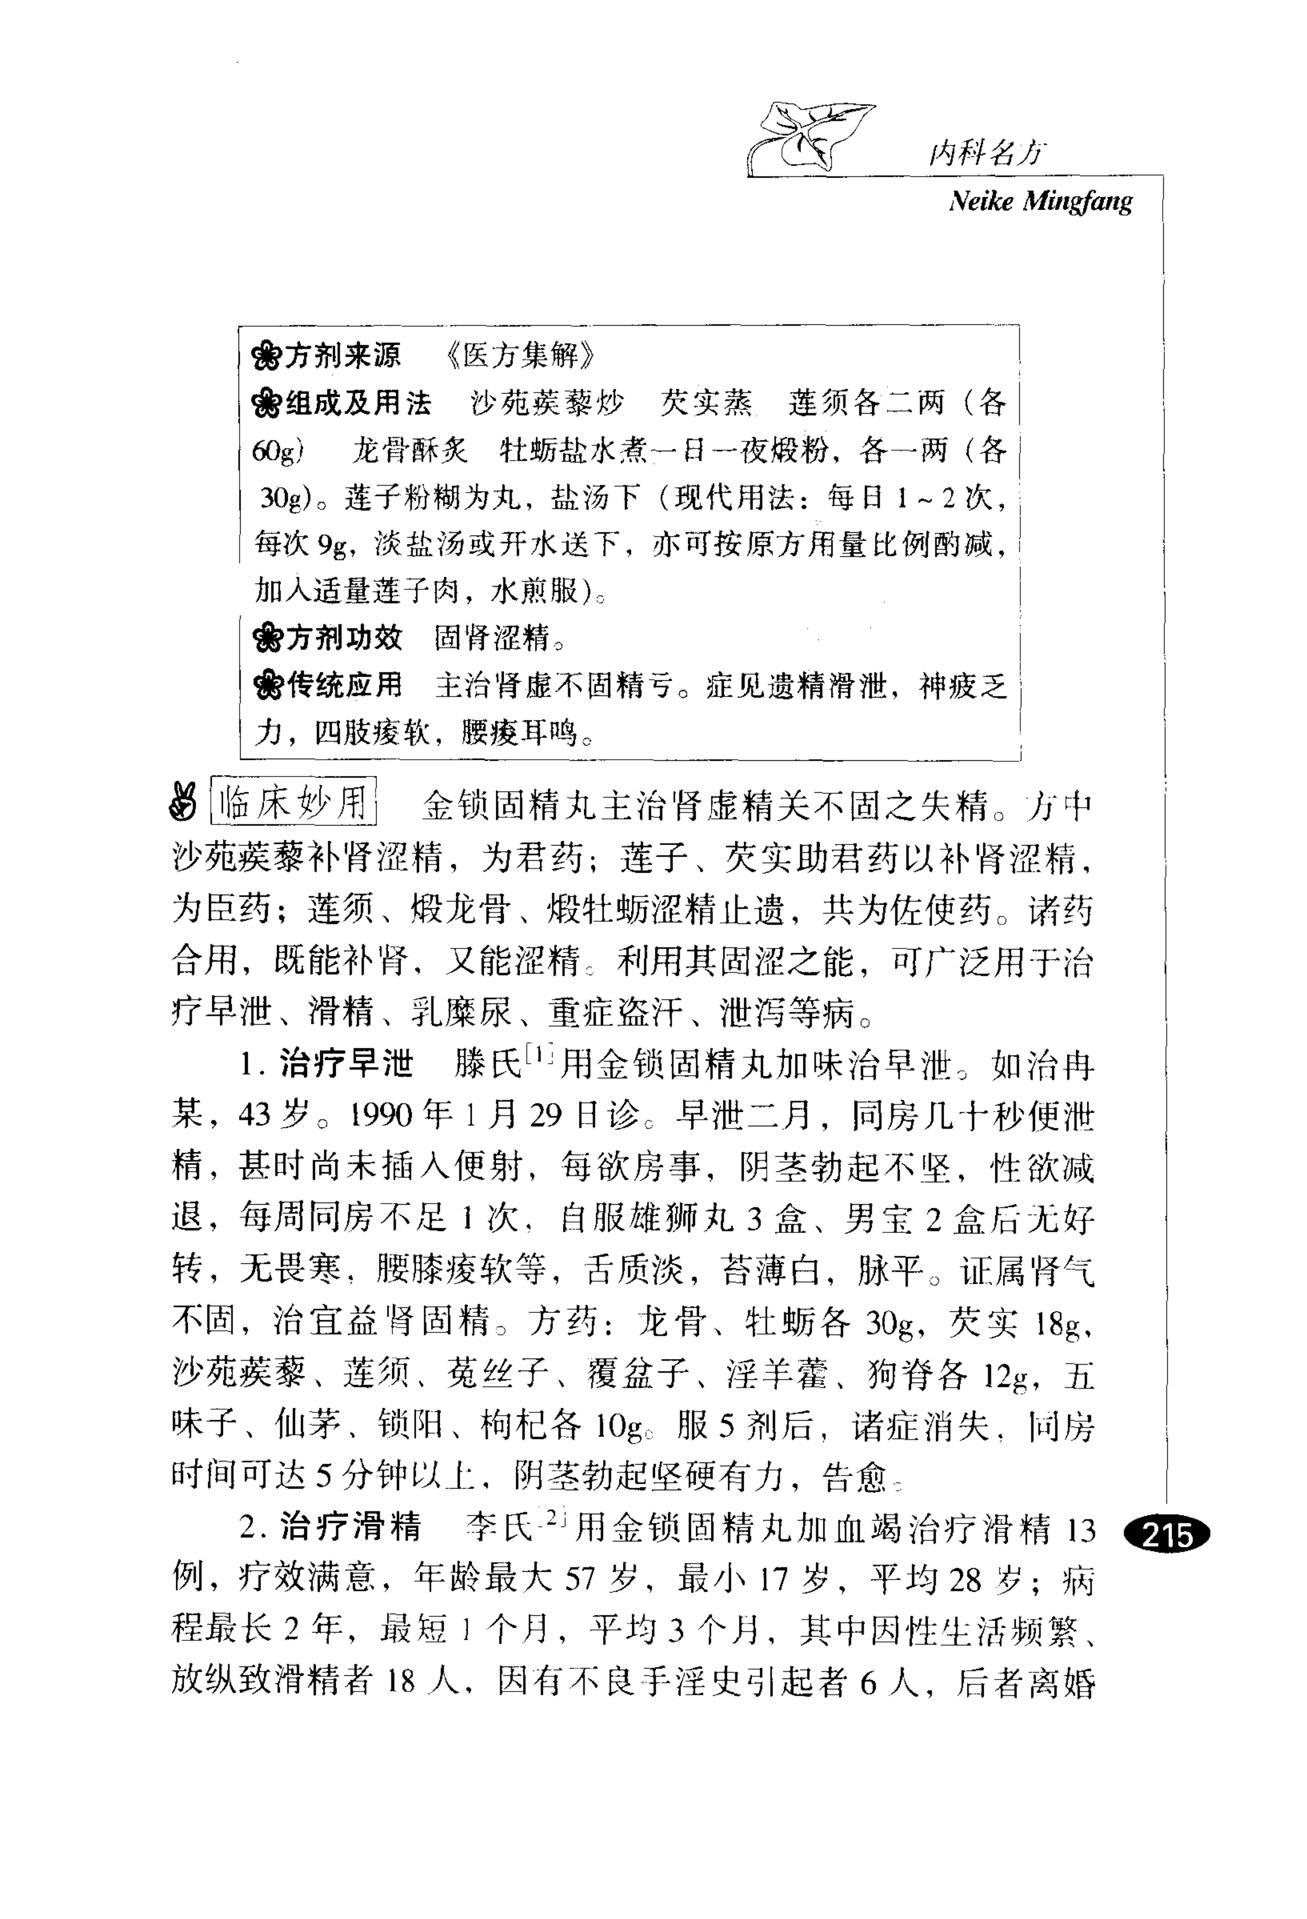 内科名方
Neike Mingfang
方剂来源 《医方集解》
组成及用法 沙苑蒺藜炒 芡实蒸 莲须各二两（各
60g） 龙骨酥炙 牡蛎盐水煮一日一夜煅粉，各一两（各
30g）。莲子粉糊为丸，盐汤下（现代用法：每日1～2次，
每次9g，淡盐汤或开水送下，亦可按原方用量比例酌减，
加入适量莲子肉，水煎服）。
方剂功效 固肾涩精。
传统应用 主治肾虚不固精亏。症见遗精滑泄，神疲乏
力，四肢痠软，腰痠耳鸣。
临床妙用 金锁固精丸主治肾虚精关不固之失精。方中
沙苑蒺藜补肾涩精，为君药；莲子、芡实助君药以补肾涩精，
为臣药；莲须、煅龙骨、煅牡蛎涩精止遗，共为佐使药。诸药
合用，既能补肾，又能涩精。利用其固涩之能，可广泛用于治
疗早泄、滑精、乳糜尿、重症盗汗、泄泻等病。
1. 治疗早泄 滕氏[1]用金锁固精丸加味治早泄。如治冉
某，43岁。1990年1月29日诊。早泄二月，同房几十秒便泄
精，甚时尚未插入便射，每欲房事，阴茎勃起不坚，性欲减
退，每周同房不足1次，自服雄狮丸3盒、男宝2盒后无好
转，无畏寒，腰膝痠软等，舌质淡，苔薄白，脉平。证属肾气
不固，治宜益肾固精。方药：龙骨、牡蛎各30g，芡实18g，
沙苑蒺藜、莲须、菟丝子、覆盆子、淫羊藿、狗脊各12g，五
味子、仙茅、锁阳、枸杞各10g。服5剂后，诸症消失，同房
时间可达5分钟以上，阴茎勃起坚硬有力，告愈。
2. 治疗滑精 李氏[2]用金锁固精丸加血竭治疗滑精13
例，疗效满意，年龄最大57岁，最小17岁，平均28岁；病
程最长2年，最短1个月，平均3个月，其中因性生活频繁、
放纵致滑精者18人，因有不良手淫史引起者6人，后者离婚
215